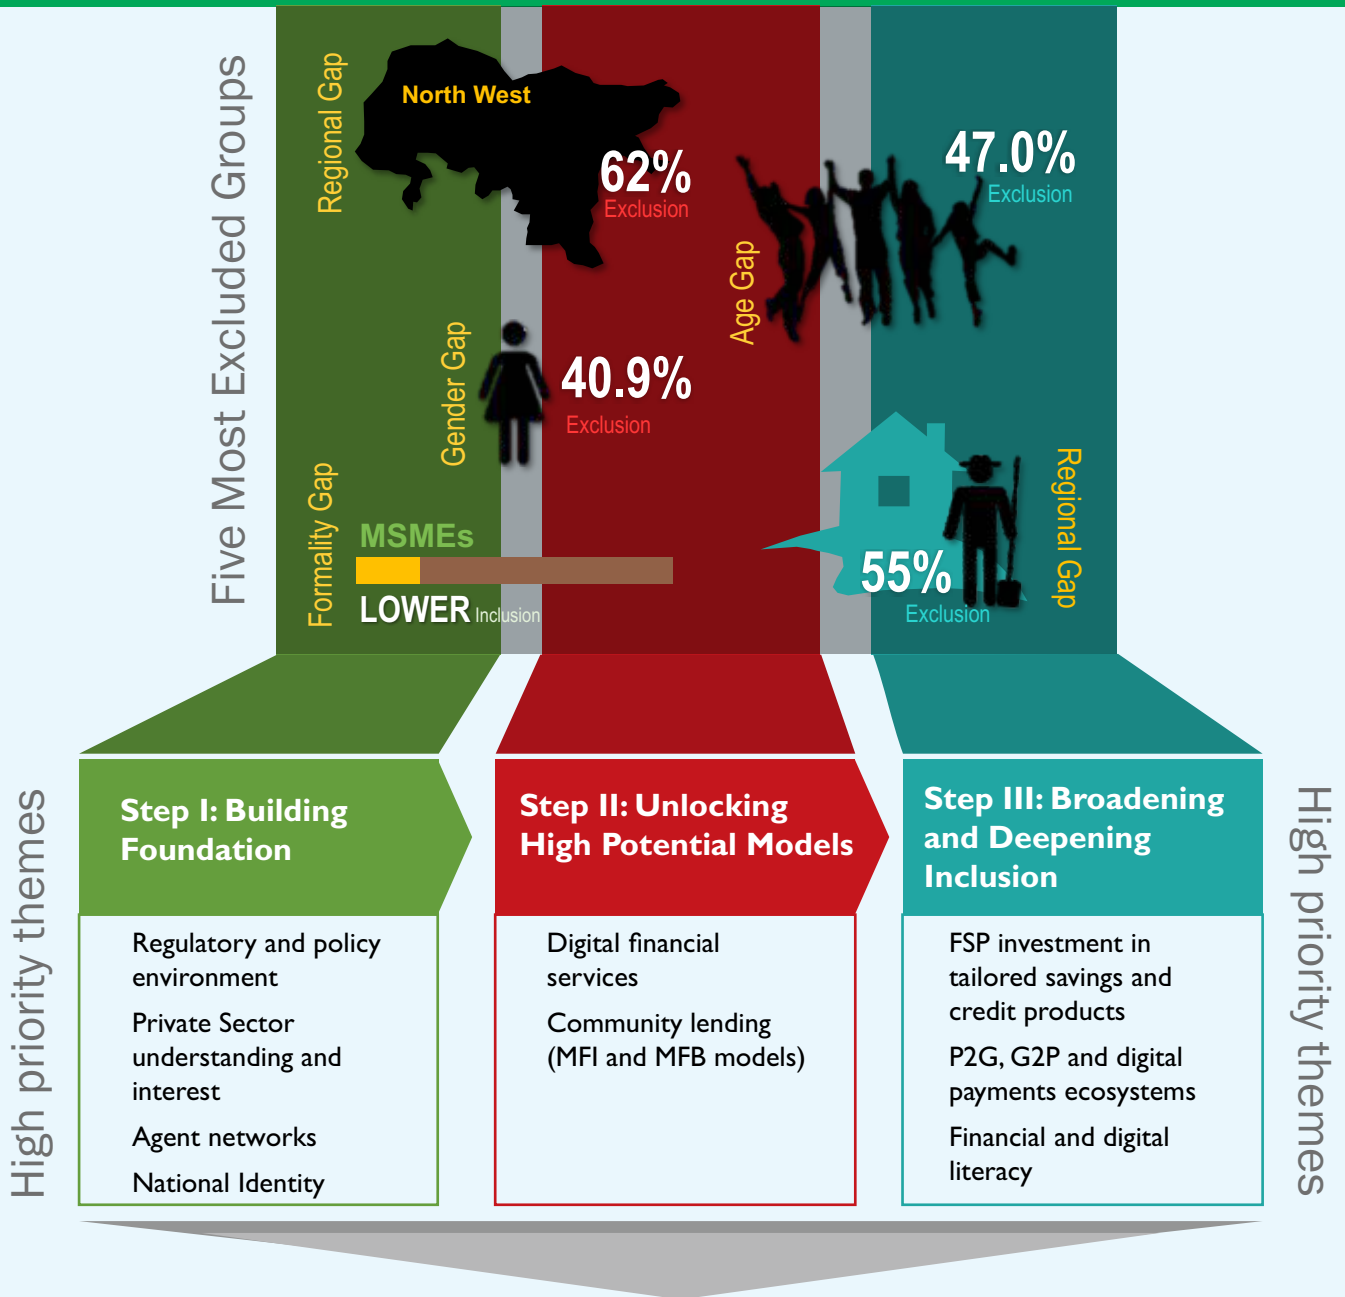 Five Most Excluded Groups
Regional Gap
North West
62%
Exclusion
47.0%
Exclusion
Age Gap
Gender Gap
40.9%
Exclusion
Formality Gap
MSMEs
LOWER Inclusion
55%
Exclusion
Regional Gap
High priority themes
Step I: Building
Foundation
Regulatory and policy
environment
Private Sector
understanding and
interest
Agent networks
National Identity
Step II: Unlocking
High Potential Models
Digital financial
services
Community lending
(MFI and MFB models)
Step III: Broadening
and Deepening
Inclusion
FSP investment in
tailored savings and
credit products
P2G, G2P and digital
payments ecosystems
Financial and digital
literacy
High priority themes